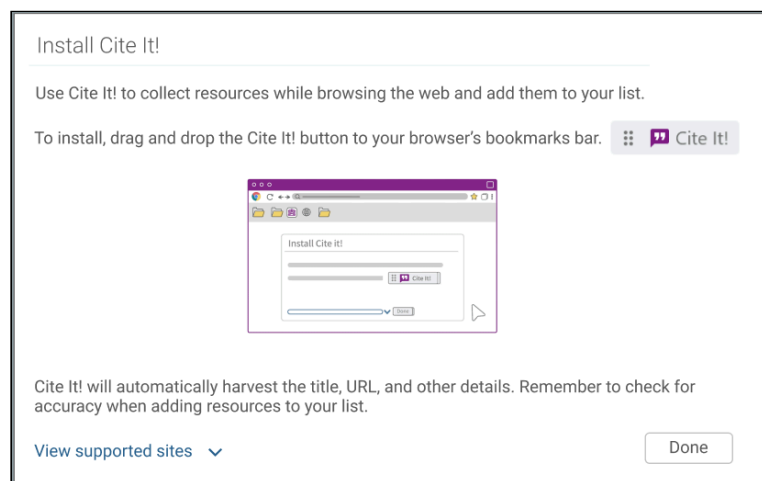 Install Cite It!
Use Cite It! to collect resources while browsing the web and add them to your list.
To install, drag and drop the Cite It! button to your browser's bookmarks bar. Cite It!
Install Cite it!
Cite It!
Done
Cite It! will automatically harvest the title, URL, and other details. Remember to check for
accuracy when adding resources to your list.
View supported sites
Done